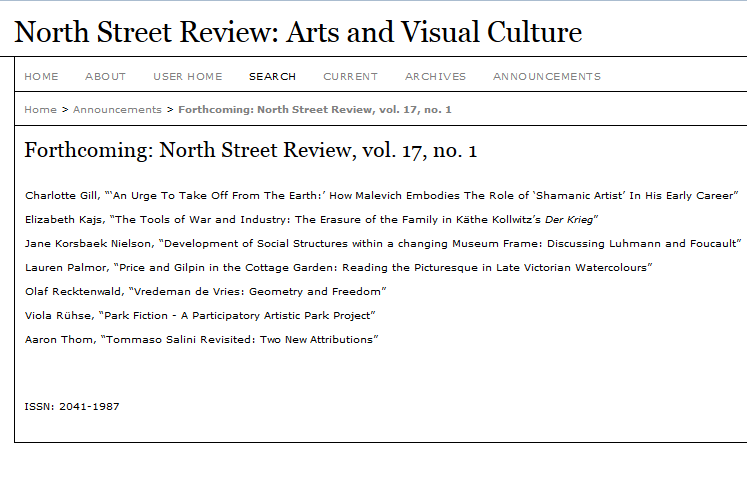 North Street Review: Arts and Visual Culture
HOME ABOUT USER HOME SEARCH CURRENT ARCHIVES ANNOUNCEMENTS
Home > Announcements > Forthcoming: North Street Review, vol. 17, no. 1
Forthcoming: North Street Review, vol. 17, no. 1
Charlotte Gill, “‘An Urge To Take Off From The Earth:’ How Malevich Embodies The Role of ‘Shamanic Artist’ In His Early Career”
Elizabeth Kajs, “The Tools of War and Industry: The Erasure of the Family in Käthe Kollwitz’s Der Krieg”
Jane Korsbaek Nielson, “Development of Social Structures within a changing Museum Frame: Discussing Luhmann and Foucault”
Lauren Palmor, “Price and Gilpin in the Cottage Garden: Reading the Picturesque in Late Victorian Watercolours”
Olaf Recktenwald, “Vredeman de Vries: Geometry and Freedom”
Viola Rühse, “Park Fiction - A Participatory Artistic Park Project”
Aaron Thom, “Tommaso Salini Revisited: Two New Attributions”
ISSN: 2041-1987